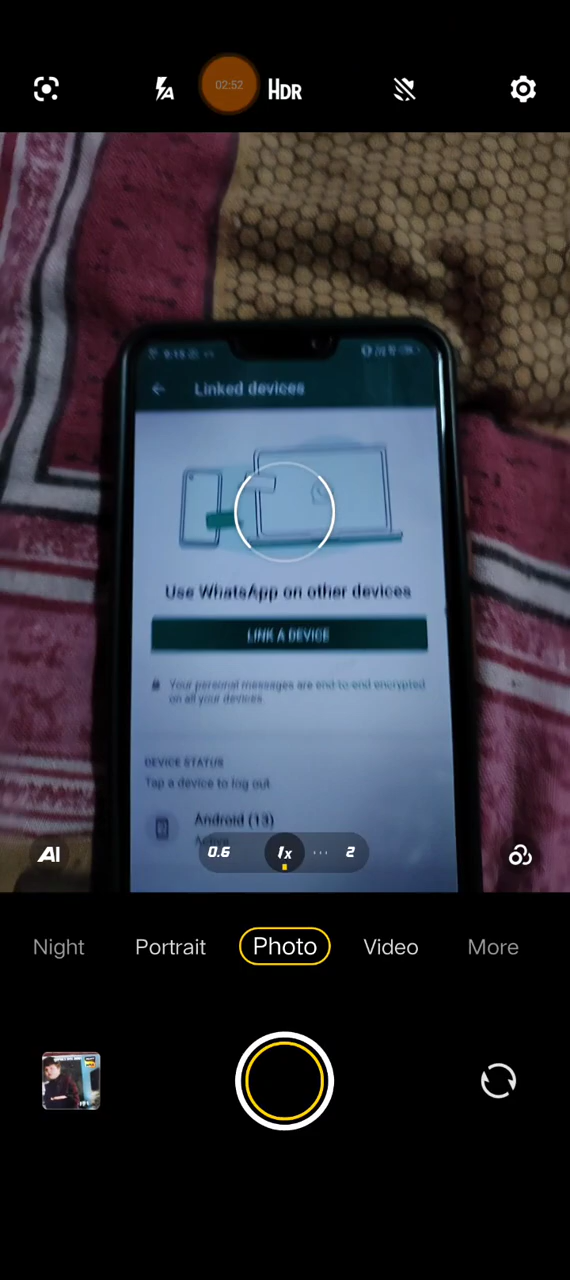 02:52
HDR
Linked devices
Use WhatsApp on other devices
LINK A DEVICE
Your personal messages are end-to-end encrypted
on all your devices.
DEVICE STATUS
Tap a device to log out.
Android (13)
AI
0.6
1x
2
Night
Portrait
Photo
Video
More